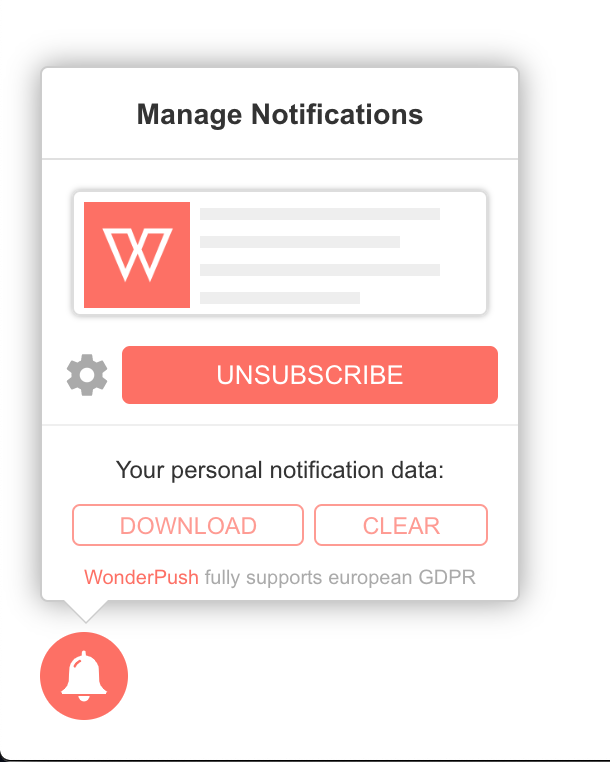 Manage Notifications
UNSUBSCRIBE
Your personal notification data:
DOWNLOAD
CLEAR
WonderPush fully supports european GDPR